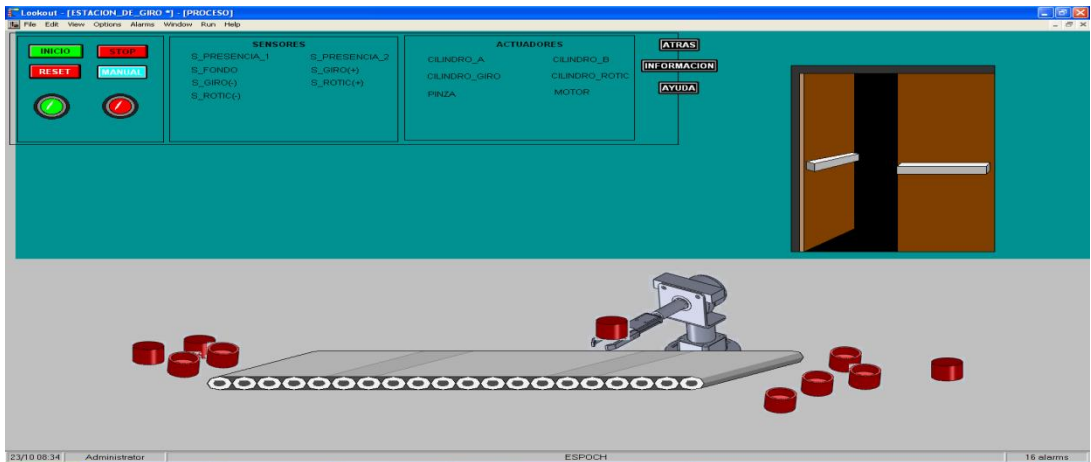 Lookout - [ESTACION_DE_GIRO *] - [PROCESO]
File Edit View Options Alarms Window Run Help
INICIO STOP
RESET MANUAL
SENSORES
S_PRESENCIA_1 S_PRESENCIA_2
S_FONDO S_GIRO(+)
S_GIRO(-) S_ROTIC(+)
S_ROTIC(-)
ACTUADORES
CILINDRO_A CILINDRO_B
CILINDRO_GIRO CILINDRO_ROTIC
PINZA MOTOR
ATRAS
INFORMACION
AYUDA
23/10 08:34 Administrator ESPOCH 16 alarms